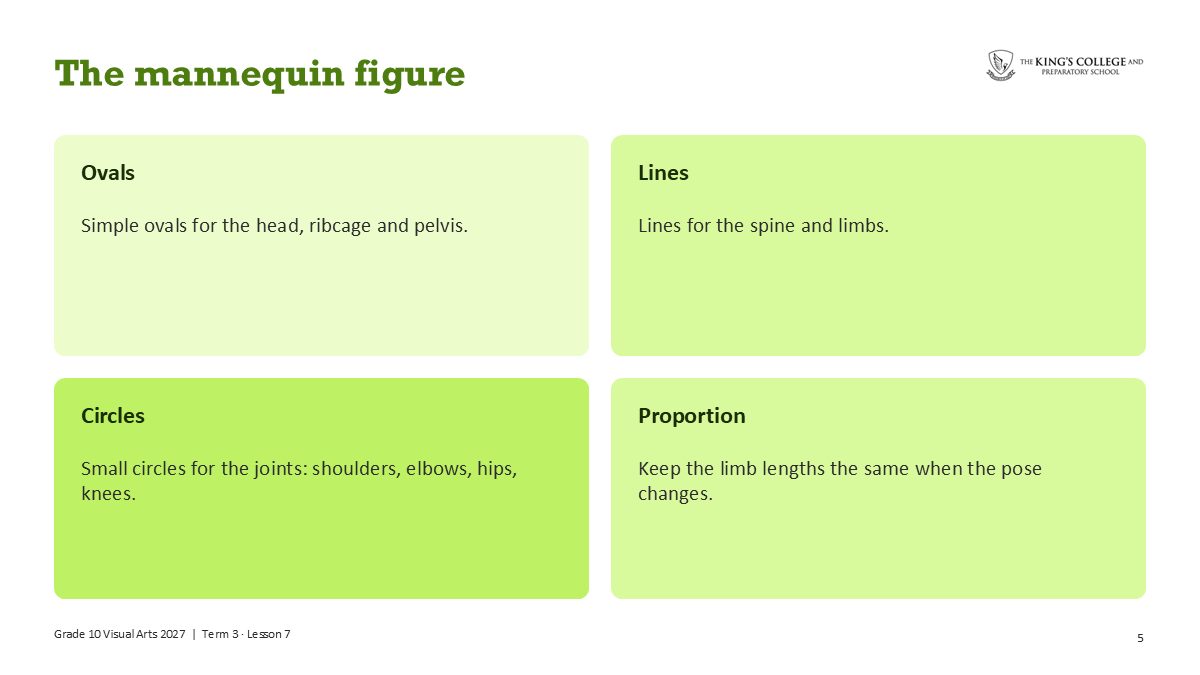 The mannequin figure
THE KING'S COLLEGE AND
PREPARATORY SCHOOL
Ovals
Simple ovals for the head, ribcage and pelvis.
Lines
Lines for the spine and limbs.
Circles
Small circles for the joints: shoulders, elbows, hips,
knees.
Proportion
Keep the limb lengths the same when the pose
changes.
Grade 10 Visual Arts 2027 | Term 3 · Lesson 7
5